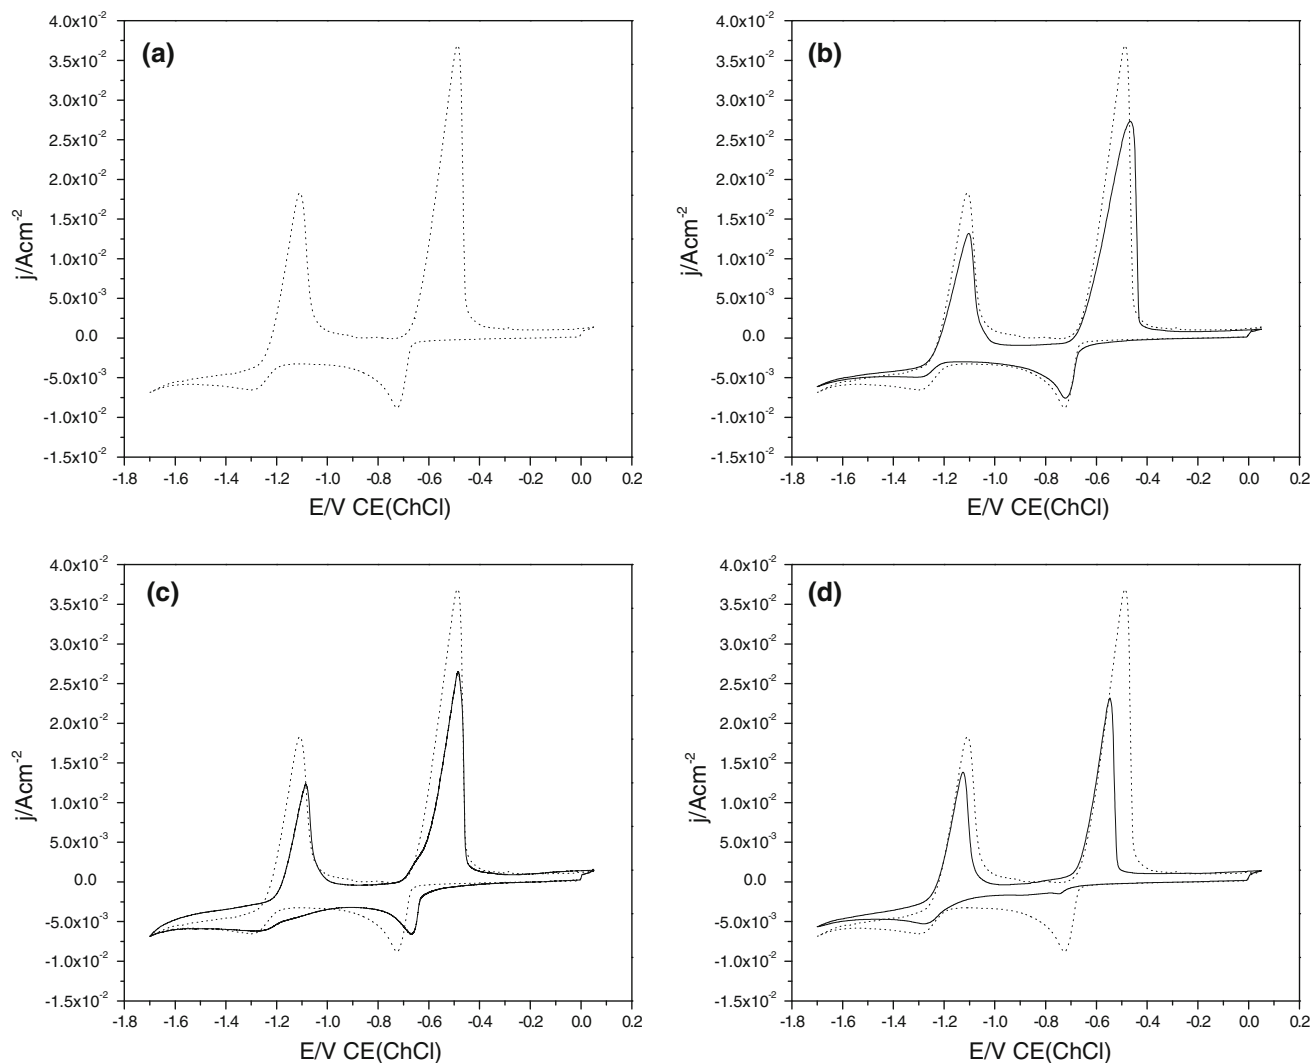 (a)
4.0x10⁻²
3.5x10⁻²
3.0x10⁻²
2.5x10⁻²
2.0x10⁻²
1.5x10⁻²
1.0x10⁻²
5.0x10⁻³
0.0
-5.0x10⁻³
-1.0x10⁻²
-1.5x10⁻²
j/Acm⁻²
-1.8 -1.6 -1.4 -1.2 -1.0 -0.8 -0.6 -0.4 -0.2 0.0 0.2
E/V CE(ChCl)
(b)
4.0x10⁻²
3.5x10⁻²
3.0x10⁻²
2.5x10⁻²
2.0x10⁻²
1.5x10⁻²
1.0x10⁻²
5.0x10⁻³
0.0
-5.0x10⁻³
-1.0x10⁻²
-1.5x10⁻²
j/Acm⁻²
-1.8 -1.6 -1.4 -1.2 -1.0 -0.8 -0.6 -0.4 -0.2 0.0 0.2
E/V CE(ChCl)
(c)
4.0x10⁻²
3.5x10⁻²
3.0x10⁻²
2.5x10⁻²
2.0x10⁻²
1.5x10⁻²
1.0x10⁻²
5.0x10⁻³
0.0
-5.0x10⁻³
-1.0x10⁻²
-1.5x10⁻²
j/Acm⁻²
-1.8 -1.6 -1.4 -1.2 -1.0 -0.8 -0.6 -0.4 -0.2 0.0 0.2
E/V CE(ChCl)
(d)
4.0x10⁻²
3.5x10⁻²
3.0x10⁻²
2.5x10⁻²
2.0x10⁻²
1.5x10⁻²
1.0x10⁻²
5.0x10⁻³
0.0
-5.0x10⁻³
-1.0x10⁻²
-1.5x10⁻²
j/Acm⁻²
-1.8 -1.6 -1.4 -1.2 -1.0 -0.8 -0.6 -0.4 -0.2 0.0 0.2
E/V CE(ChCl)